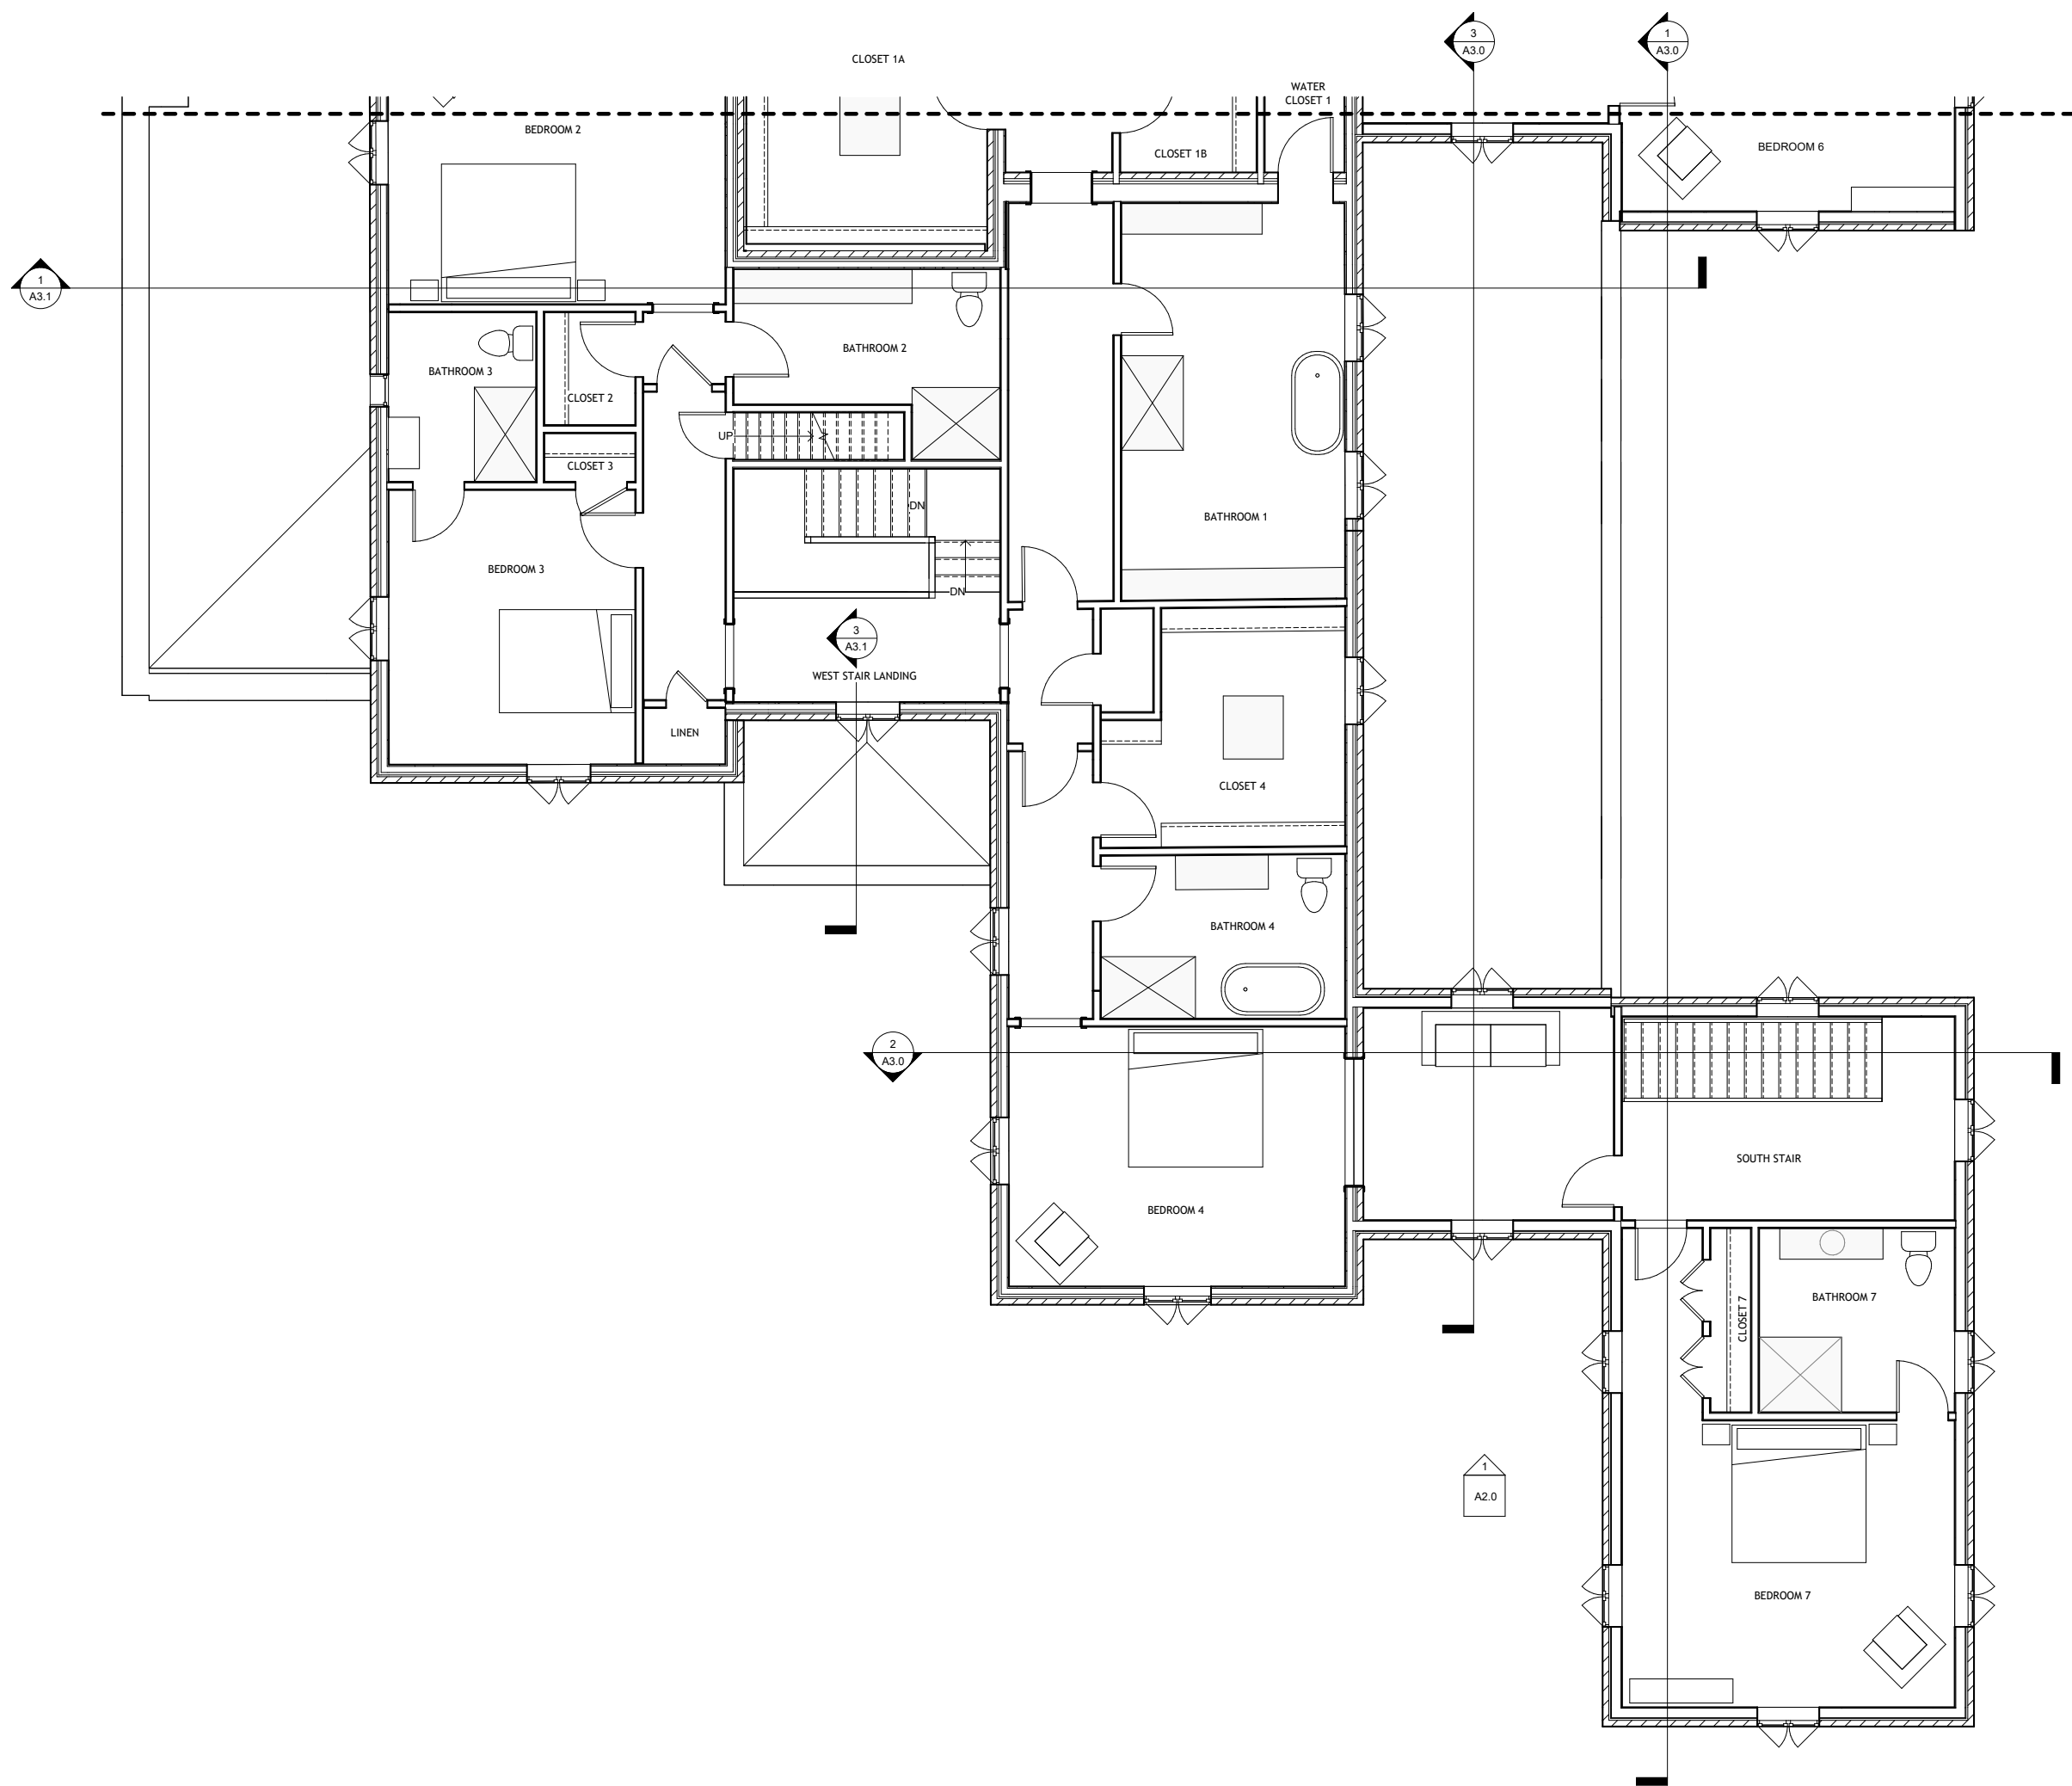 3
A3.0
1
A3.0
CLOSET 1A
WATER
CLOSET 1
BEDROOM 2
BEDROOM 6
CLOSET 1B
1
A3.1
BATHROOM 2
BATHROOM 3
CLOSET 2
UP
CLOSET 3
DN
BATHROOM 1
BEDROOM 3
DN
3
A3.1
WEST STAIR LANDING
LINEN
CLOSET 4
BATHROOM 4
2
A3.0
SOUTH STAIR
BEDROOM 4
BATHROOM 7
CLOSET 7
1
A2.0
BEDROOM 7